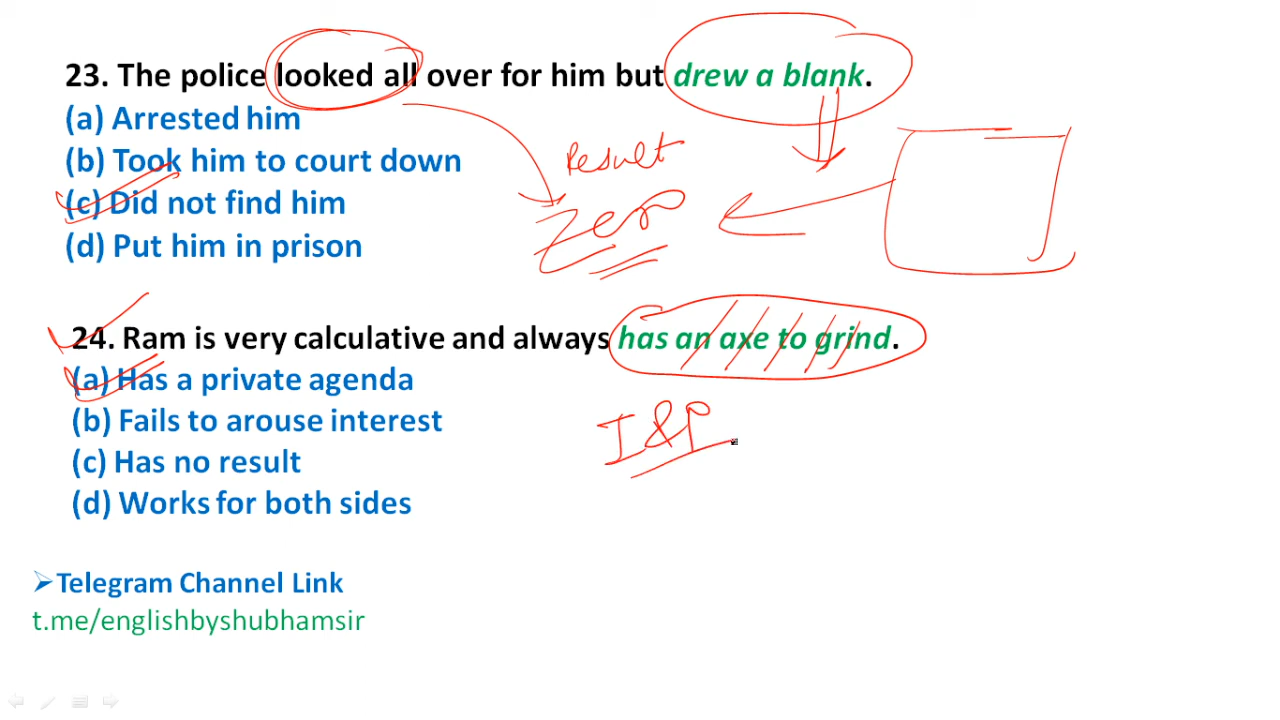 23. The police looked all over for him but drew a blank.
(a) Arrested him
(b) Took him to court down
(c) Did not find him
(d) Put him in prison
Result
Zero
24. Ram is very calculative and always has an axe to grind.
(a) Has a private agenda
(b) Fails to arouse interest
(c) Has no result
(d) Works for both sides
I & P
Telegram Channel Link
t.me/englishbyshubhamsir